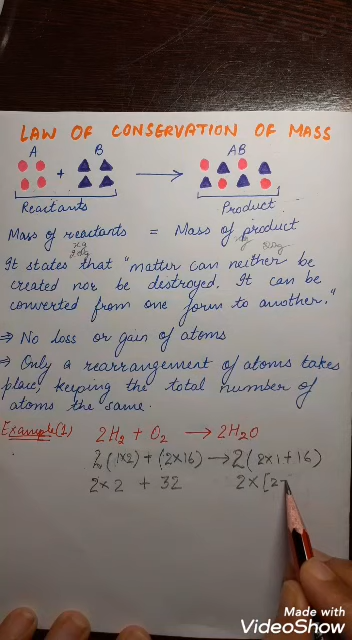 LAW OF CONSERVATION OF MASS
A B AB
+
Reactants Product
Mass of reactants = Mass of product
It states that "matter can neither be
created nor be destroyed. It can be
converted from one form to another."
⇒ No loss or gain of atoms
⇒ Only a rearrangement of atoms takes
place, keeping the total number of
atoms the same.
Example(1) 2H₂ + O₂ → 2H₂O
2(1×2) + (2×16) → 2(2×1+16)
2×2 + 32 2×[2
Made with
VideoShow